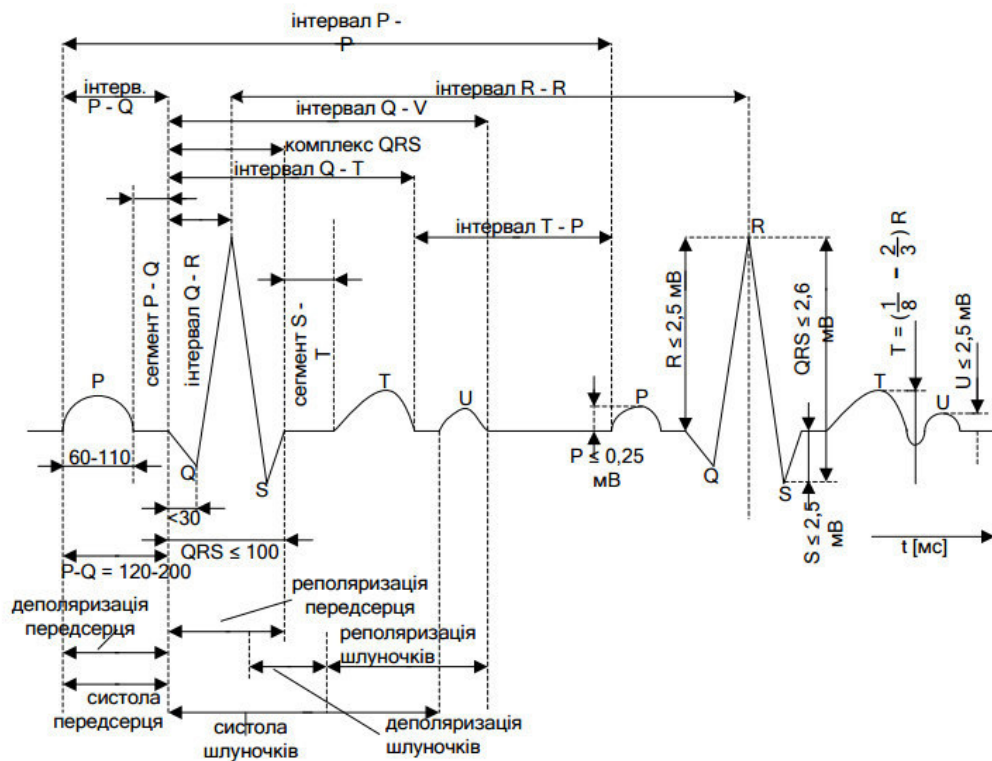 інтервал P -
P
інтерв.
P - Q
інтервал R - R
інтервал Q - V
комплекс QRS
інтервал Q - T
інтервал T - P
сегмент P - Q
інтервал Q - R
сегмент S -
T
P
Q
S
T
U
P
R
Q
S
T
U
R ≤ 2,5 мВ
QRS ≤ 2,6
мВ
T = (1/8 - 2/3) R
U ≤ 2,5 мВ
P ≤ 0,25
мВ
S ≤ 2,5
мВ
t [мс]
60-110
<30
QRS ≤ 100
P-Q = 120-200
деполяризація
передсерця
реполяризація
передсерця
реполяризація
шлуночків
систола
передсерця
систола
шлуночків
деполяризація
шлуночків